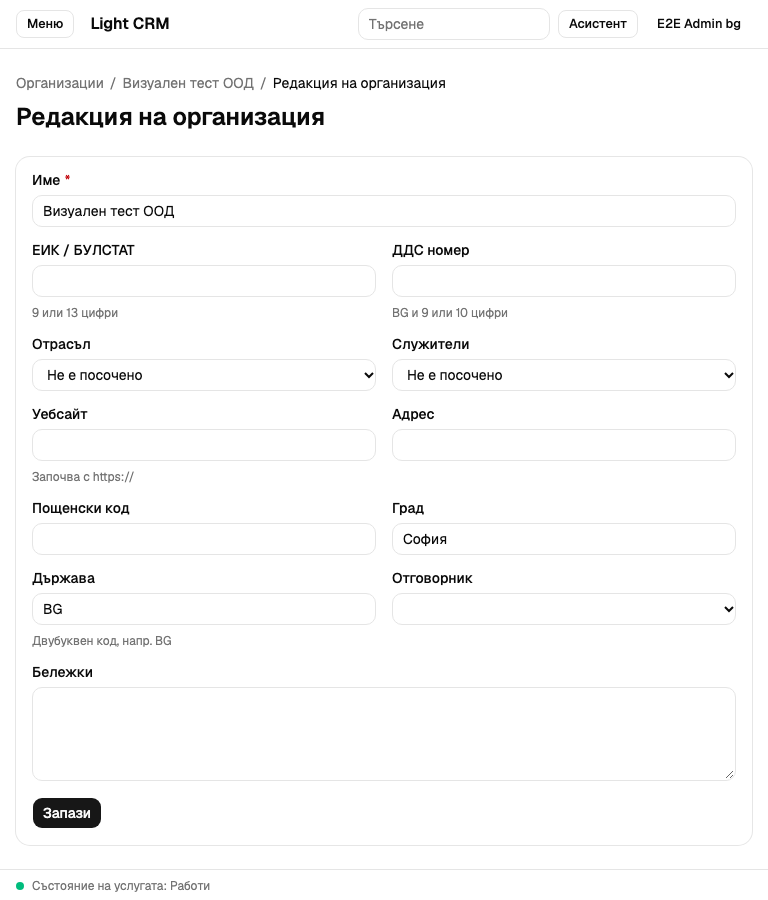 Меню
Light CRM
Търсене
Асистент
E2E Admin bg
Организации / Визуален тест ООД / Редакция на организация
Редакция на организация
Име *
Визуален тест ООД
ЕИК / БУЛСТАТ
ДДС номер
9 или 13 цифри
BG и 9 или 10 цифри
Отрасъл
Служители
Не е посочено
Не е посочено
Уебсайт
Адрес
Започва с https://
Пощенски код
Град
София
Държава
Отговорник
BG
Двубуквен код, напр. BG
Бележки
Запази
Състояние на услугата: Работи